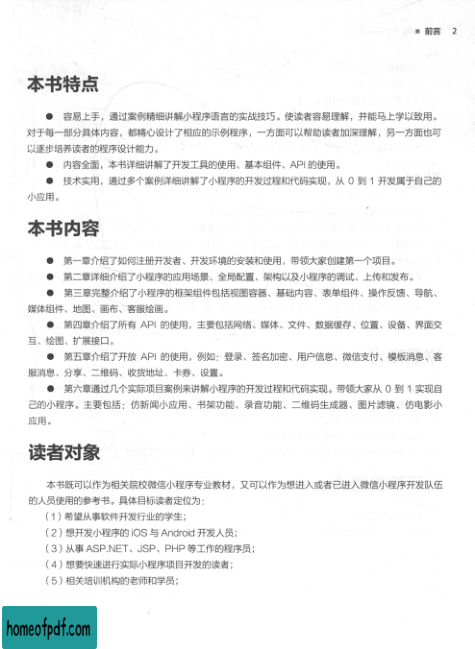 ■ 前言 2
本书特点
● 容易上手，通过案例精细讲解小程序语言的实战技巧。使读者容易理解，并能马上学以致用。
对于每一部分具体内容，都精心设计了相应的示例程序，一方面可以帮助读者加深理解，另一方面也可
以逐步培养读者的程序设计能力。
● 内容全面，本书详细讲解了开发工具的使用、基本组件、API 的使用。
● 技术实用，通过多个案例详细讲解了小程序的开发过程和代码实现，从 0 到 1 开发属于自己的
小应用。
本书内容
● 第一章介绍了如何注册开发者、开发环境的安装和使用，带领大家创建第一个项目。
● 第二章详细介绍了小程序的应用场景、全局配置、架构以及小程序的调试、上传和发布。
● 第三章完整介绍了小程序的框架组件包括视图容器、基础内容、表单组件、操作反馈、导航、
媒体组件、地图、画布、客服绘画。
● 第四章介绍了所有 API 的使用，主要包括网络、媒体、文件、数据缓存、位置、设备、界面交
互、绘图、扩展接口。
● 第五章介绍了开放 API 的使用，例如：登录、签名加密、用户信息、微信支付、模板消息、客
服消息、分享、二维码、收货地址、卡券、设置。
● 第六章通过几个实际项目案例来讲解小程序的开发过程和代码实现。带领大家从 0 到 1 实现自
己的小程序。主要包括：仿新闻小应用、书架功能、录音功能、二维码生成器、图片滤镜、仿电影小
应用。
读者对象
本书既可以作为相关院校微信小程序专业教材，又可以作为想进入或者已进入微信小程序开发队伍
的人员使用的参考书。具体目标读者定位为：
（1）希望从事软件开发行业的学生；
（2）想开发小程序的 iOS 与 Android 开发人员；
（3）从事 ASP.NET、JSP、PHP 等工作的程序员；
（4）想要快速进行实际小程序项目开发的读者；
（5）相关培训机构的老师和学员；
homeofpdf.com